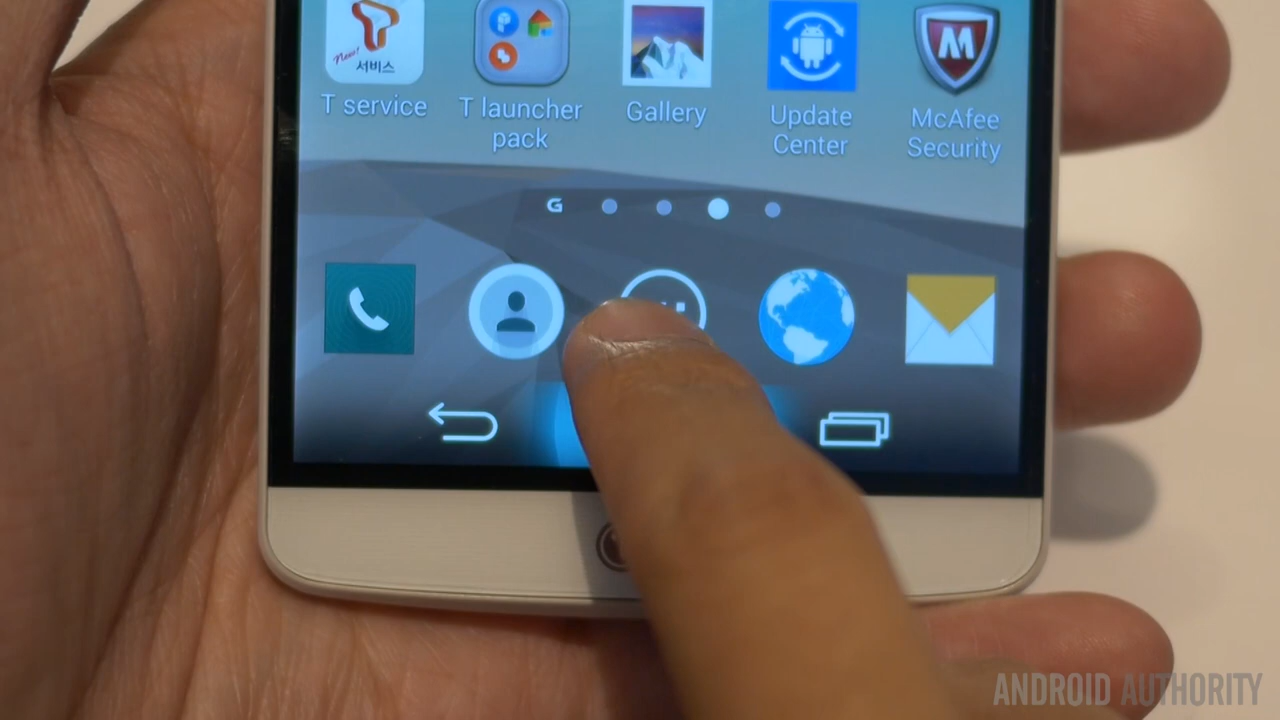 New!
서비스
T service
T launcher
pack
Gallery
Update
Center
McAfee
Security
G
ANDROID AUTHORITY